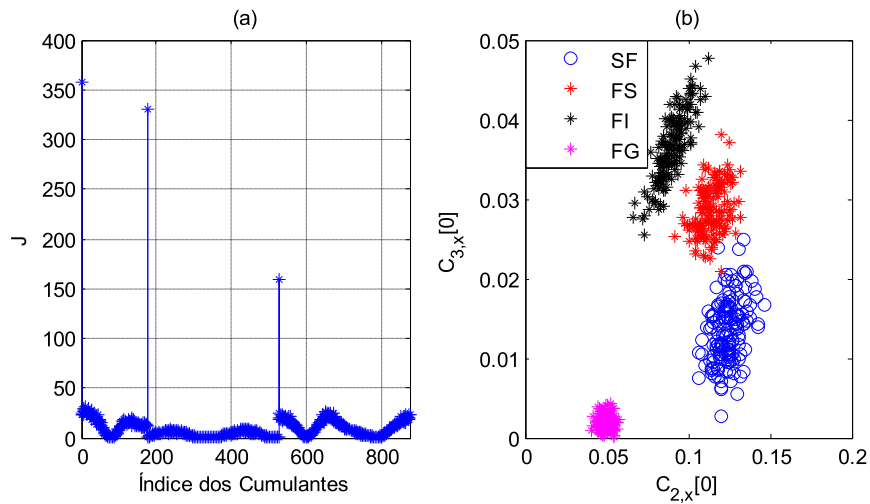 (a)
400
350
300
250
200
150
100
50
0
J
0 200 400 600 800
Índice dos Cumulantes
(b)
0.05
0.04
0.03
0.02
0.01
0
C3,x[0]
SF
FS
FI
FG
0 0.05 0.1 0.15 0.2
C2,x[0]